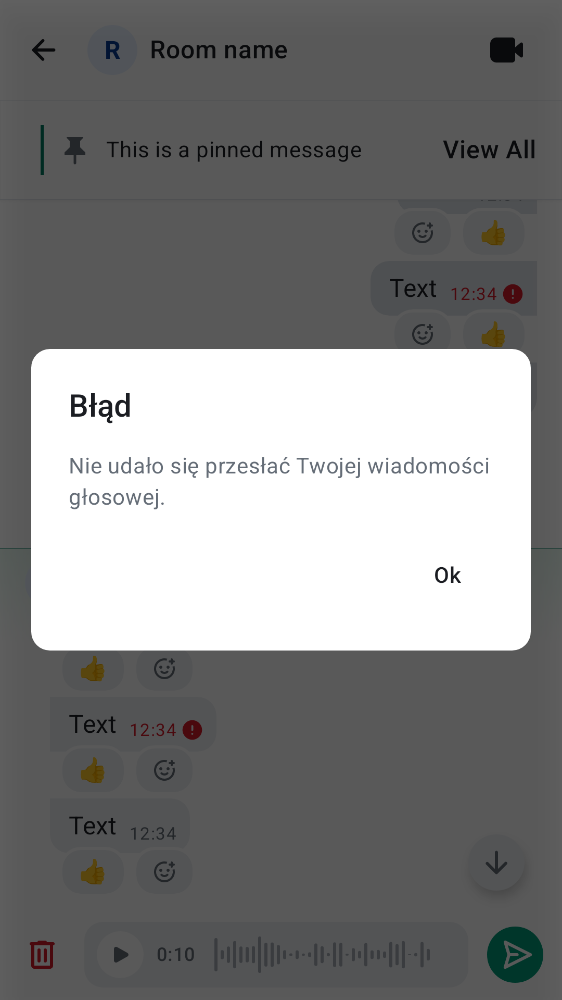 R Room name
This is a pinned message View All
Text 12:34
Błąd
Nie udało się przesłać Twojej wiadomości
głosowej.
Ok
Text 12:34
Text 12:34
0:10